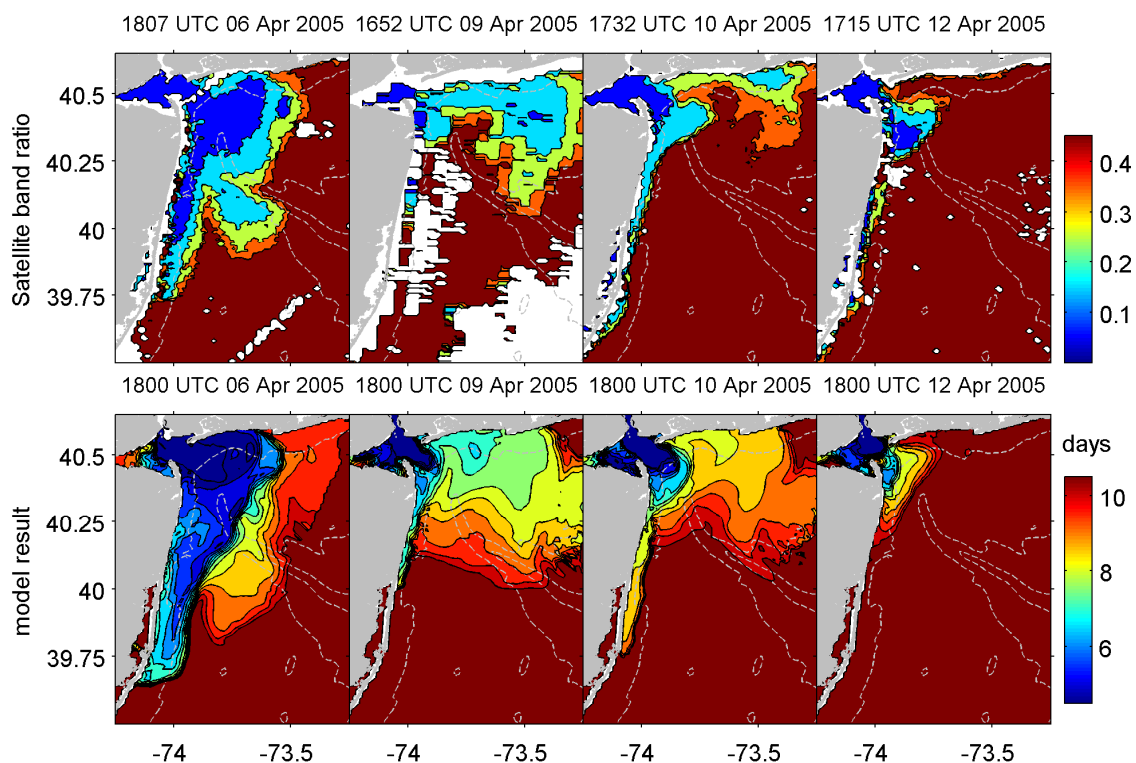 1807 UTC 06 Apr 2005 1652 UTC 09 Apr 2005 1732 UTC 10 Apr 2005 1715 UTC 12 Apr 2005
Satellite band ratio
40.5
40.25
40
39.75
0.4
0.3
0.2
0.1
1800 UTC 06 Apr 2005 1800 UTC 09 Apr 2005 1800 UTC 10 Apr 2005 1800 UTC 12 Apr 2005
model result
40.5
40.25
40
39.75
days
10
8
6
-74 -73.5 -74 -73.5 -74 -73.5 -74 -73.5